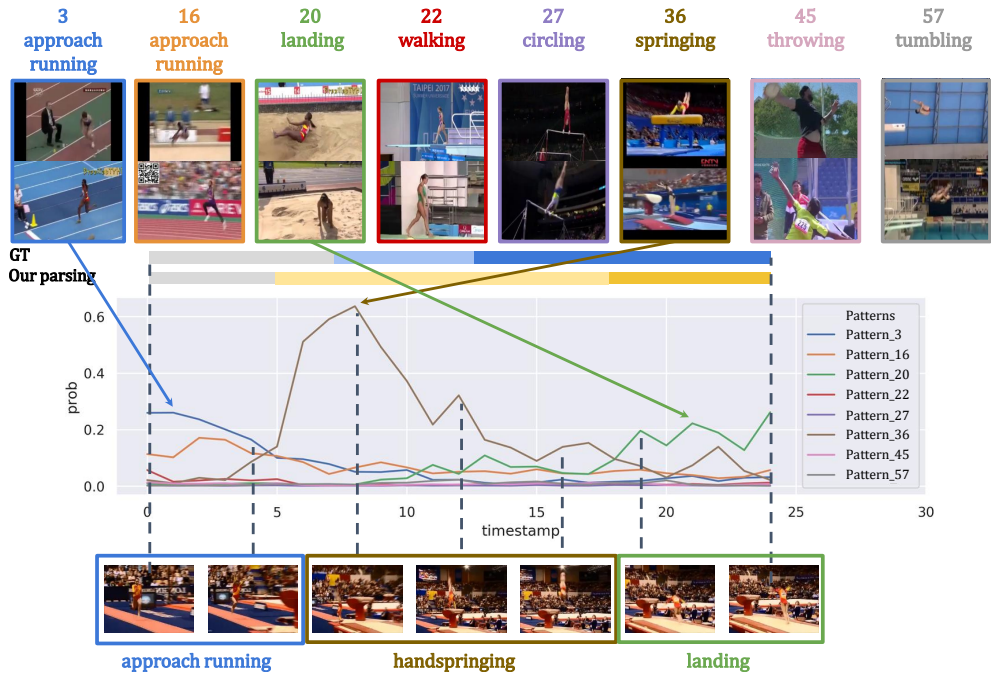 3 16 20 22 27 36 45 57
approach approach landing walking circling springing throwing tumbling
running running
TAIPEI 2017
CNTV
GT
Our parsing
0.6
0.4
0.2
0.0
prob
0 5 10 15 20 25 30
timestamp
Patterns
Pattern_3
Pattern_16
Pattern_20
Pattern_22
Pattern_27
Pattern_36
Pattern_45
Pattern_57
approach running handspringing landing